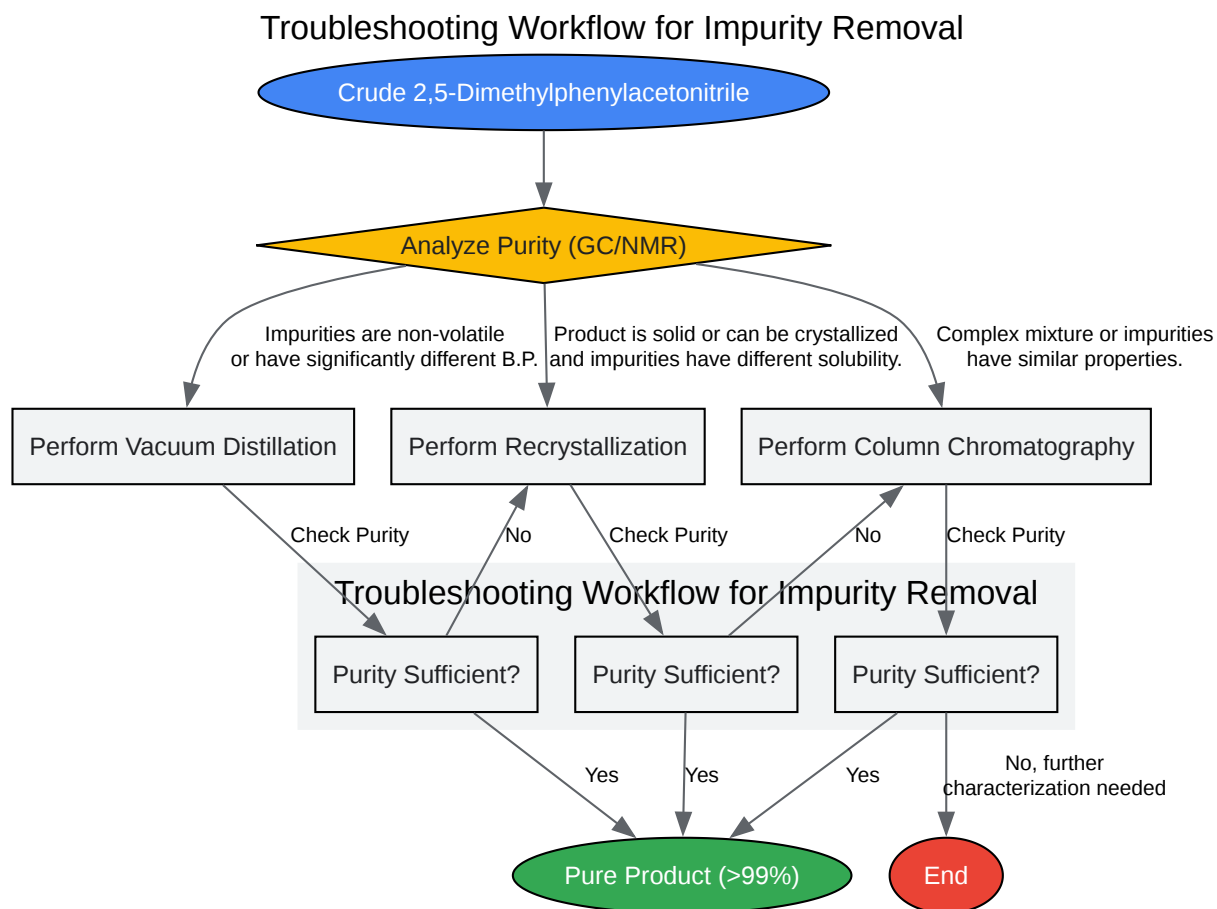 Troubleshooting Workflow for Impurity Removal
Crude 2,5-Dimethylphenylacetonitrile
Analyze Purity (GC/NMR)
Impurities are non-volatile
or have significantly different B.P.
Product is solid or can be crystallized
and impurities have different solubility.
Complex mixture or impurities
have similar properties.
Perform Vacuum Distillation
Perform Recrystallization
Perform Column Chromatography
Check Purity
No
Check Purity
No
Check Purity
Troubleshooting Workflow for Impurity Removal
Purity Sufficient?
Purity Sufficient?
Purity Sufficient?
Yes
Yes
Yes
No, further
characterization needed
Pure Product (>99%)
End